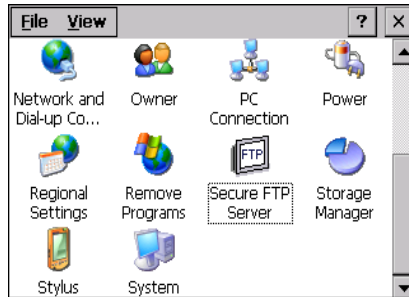 File View ? ×
Network and
Dial-up Co...
Owner
PC
Connection
Power
Regional
Settings
Remove
Programs
FTP
Secure FTP
Server
Storage
Manager
Stylus
System